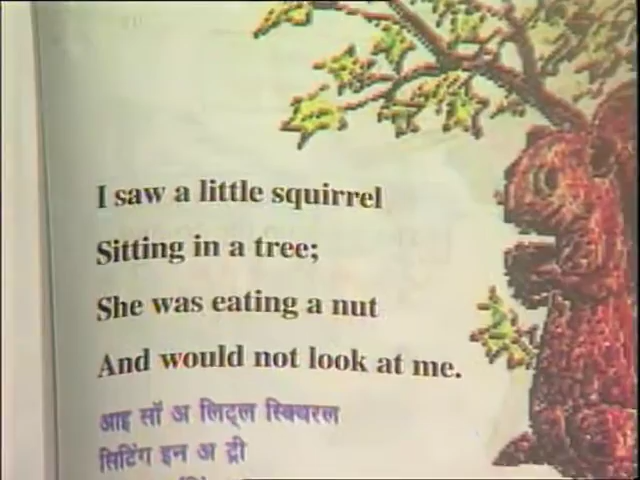 I saw a little squirrel
Sitting in a tree;
She was eating a nut
And would not look at me.
आइ सॉ अ लिट्ल स्क्विरल
सिटिंग इन अ ट्री